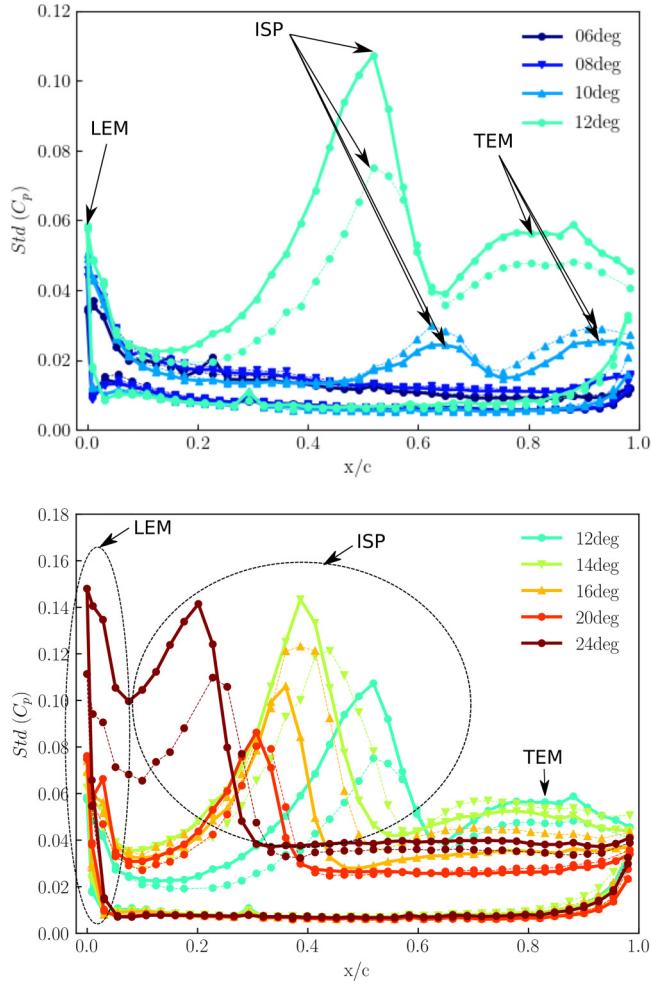 0.12
ISP
06deg
08deg
10deg
12deg
0.10
LEM
TEM
0.08
Std (C_p)
0.06
0.04
0.02
0.00
0.0 0.2 0.4 0.6 0.8 1.0
x/c
0.18
LEM
ISP
12deg
14deg
16deg
20deg
24deg
0.16
0.14
0.12
0.10
Std (C_p)
0.08
TEM
0.06
0.04
0.02
0.00
0.0 0.2 0.4 0.6 0.8 1.0
x/c